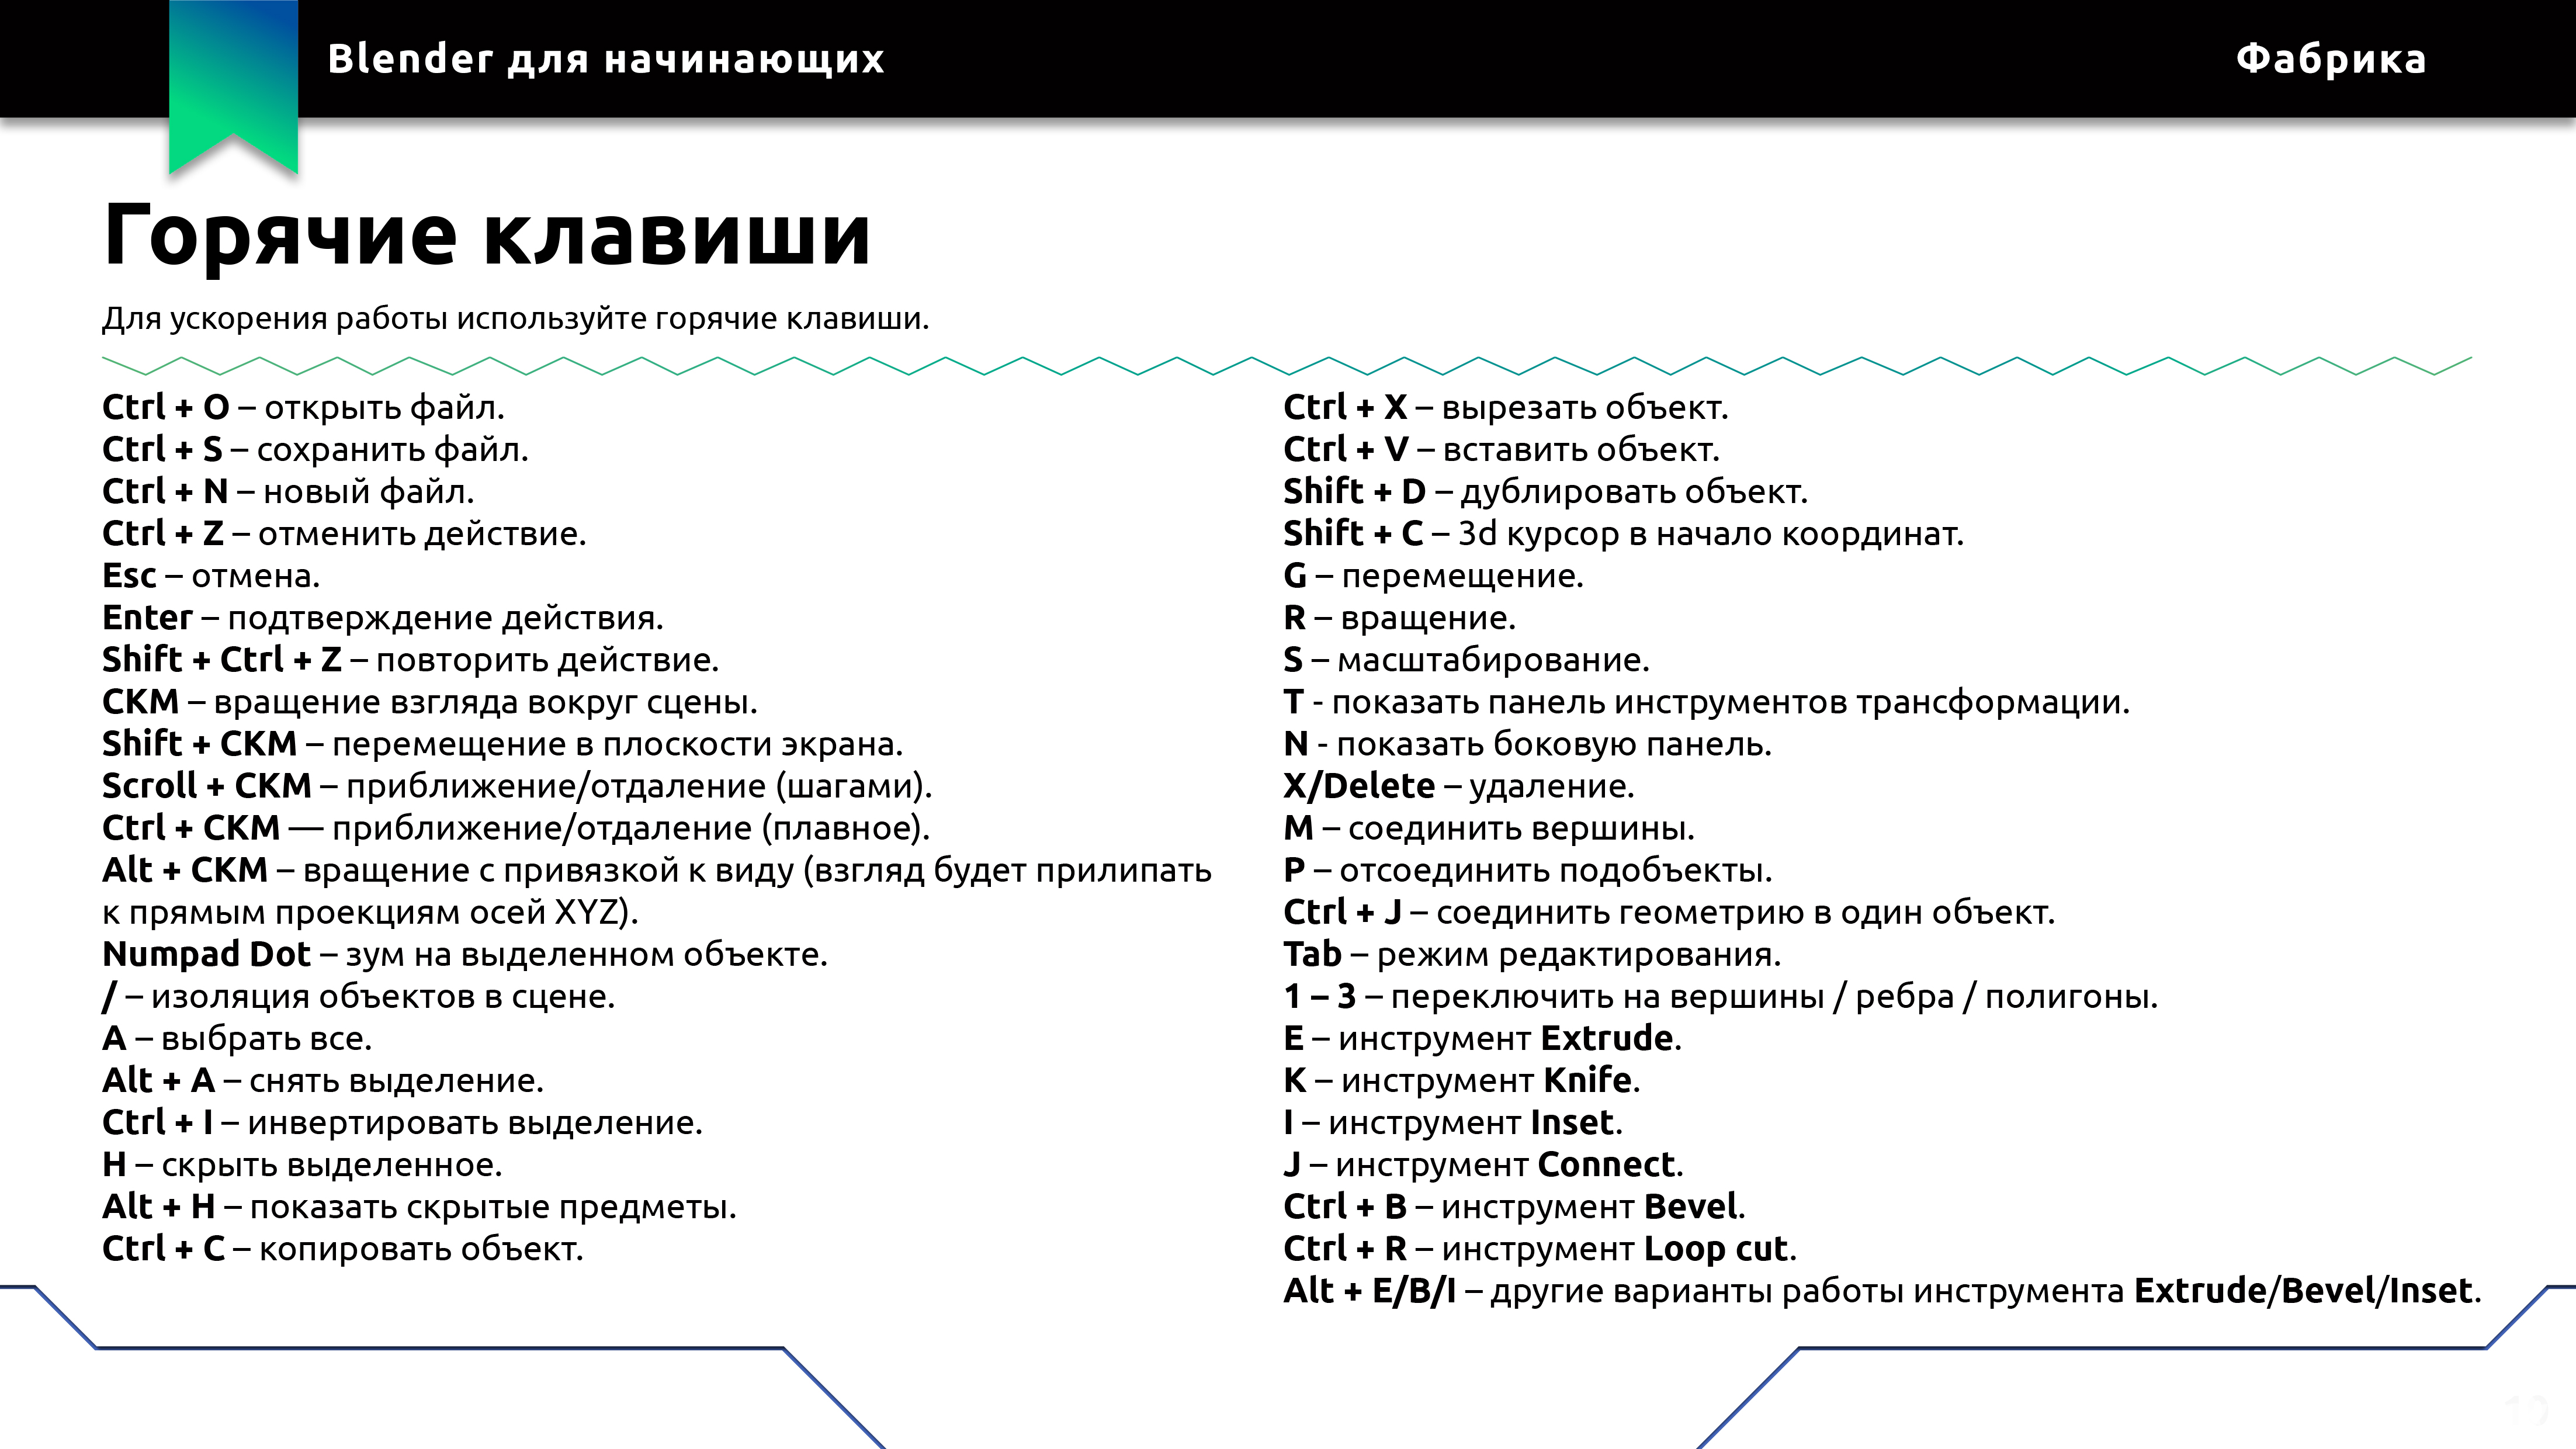 Blender для начинающих
Фабрика
Горячие клавиши
Для ускорения работы используйте горячие клавиши.
Ctrl + O – открыть файл.
Ctrl + S – сохранить файл.
Ctrl + N – новый файл.
Ctrl + Z – отменить действие.
Esc – отмена.
Enter – подтверждение действия.
Shift + Ctrl + Z – повторить действие.
СКМ – вращение взгляда вокруг сцены.
Shift + СКМ – перемещение в плоскости экрана.
Scroll + СКМ – приближение/отдаление (шагами).
Ctrl + СКМ — приближение/отдаление (плавное).
Alt + СКМ – вращение с привязкой к виду (взгляд будет прилипать
к прямым проекциям осей XYZ).
Numpad Dot – зум на выделенном объекте.
/ – изоляция объектов в сцене.
A – выбрать все.
Alt + A – снять выделение.
Ctrl + I – инвертировать выделение.
H – скрыть выделенное.
Alt + H – показать скрытые предметы.
Ctrl + C – копировать объект.
Ctrl + X – вырезать объект.
Ctrl + V – вставить объект.
Shift + D – дублировать объект.
Shift + C – 3d курсор в начало координат.
G – перемещение.
R – вращение.
S – масштабирование.
T - показать панель инструментов трансформации.
N - показать боковую панель.
X/Delete – удаление.
M – соединить вершины.
P – отсоединить подобъекты.
Ctrl + J – соединить геометрию в один объект.
Tab – режим редактирования.
1 – 3 – переключить на вершины / ребра / полигоны.
E – инструмент Extrude.
K – инструмент Knife.
I – инструмент Inset.
J – инструмент Connect.
Ctrl + B – инструмент Bevel.
Ctrl + R – инструмент Loop cut.
Alt + E/B/I – другие варианты работы инструмента Extrude/Bevel/Inset.
12